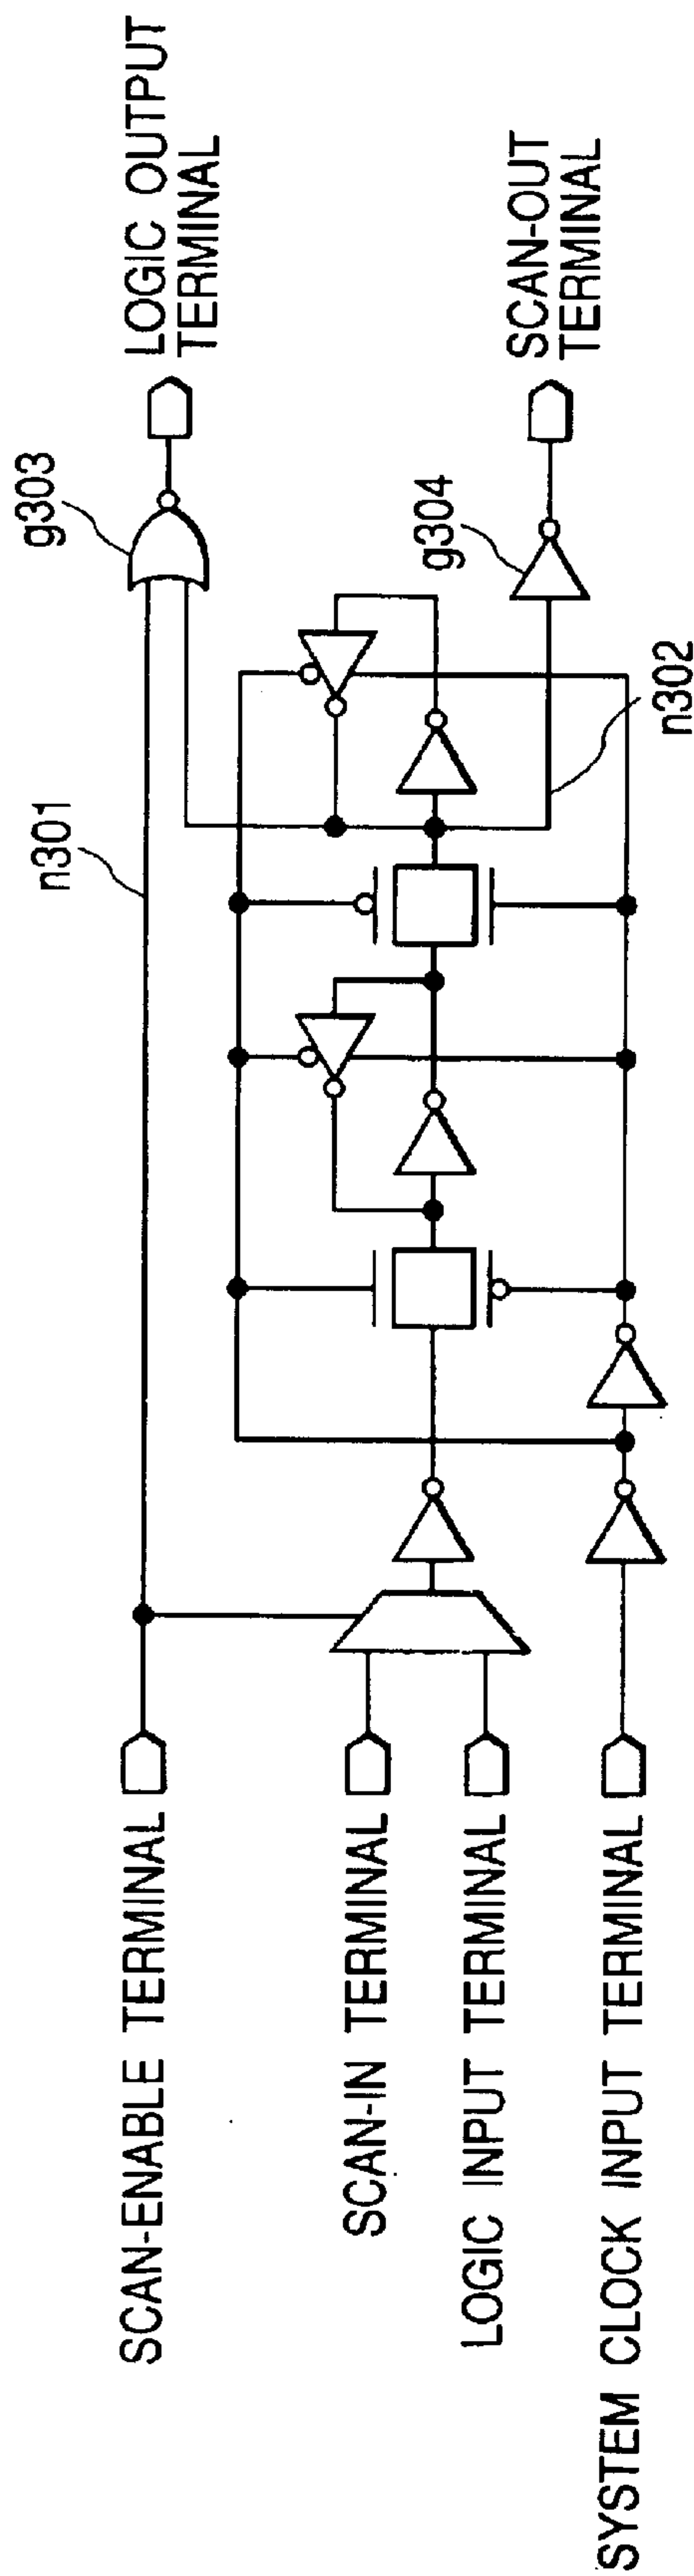 SCAN-ENABLE TERMINAL
n301
g303
LOGIC OUTPUT
TERMINAL
SCAN-IN TERMINAL
LOGIC INPUT TERMINAL
SYSTEM CLOCK INPUT TERMINAL
g304
n302
SCAN-OUT
TERMINAL